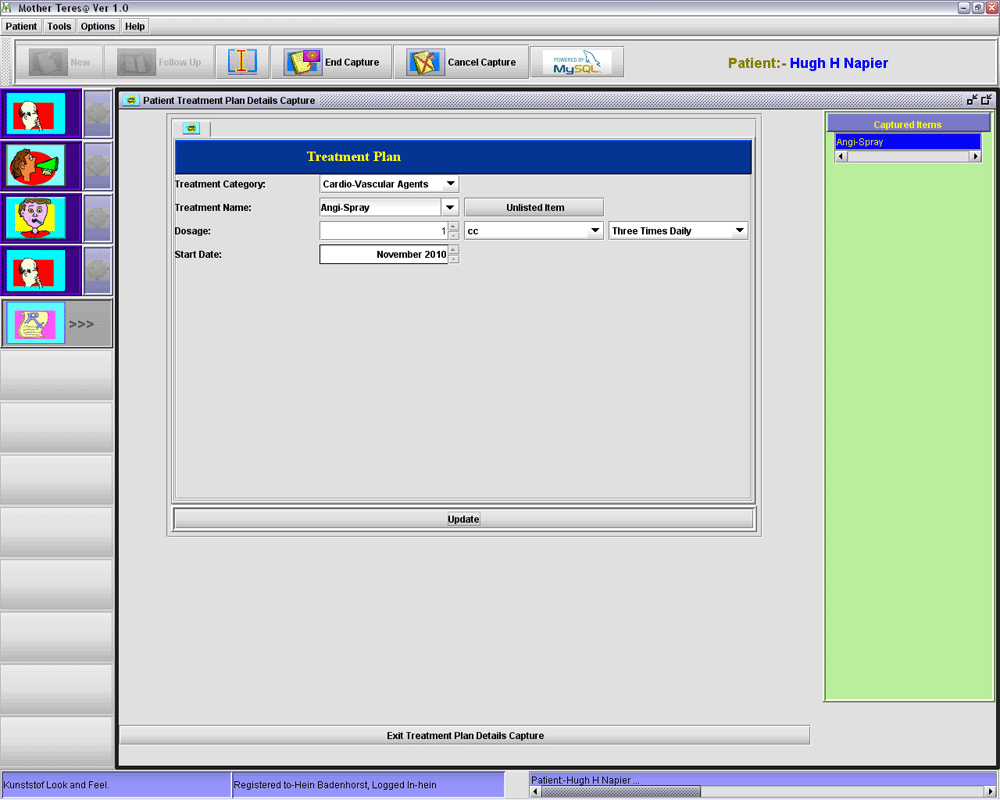 Mother Teres@ Ver 1.0
Patient Tools Options Help
New Follow Up End Capture Cancel Capture POWERED BY MySQL Patient:- Hugh H Napier
Patient Treatment Plan Details Capture
Captured Items
Angi-Spray
Treatment Plan
Treatment Category: Cardio-Vascular Agents
Treatment Name: Angi-Spray Unlisted Item
Dosage: 1 cc Three Times Daily
Start Date: November 2010
>>>
Update
Exit Treatment Plan Details Capture
Kunststof Look and Feel. Registered to-Hein Badenhorst, Logged In-hein Patient:-Hugh H Napier ...